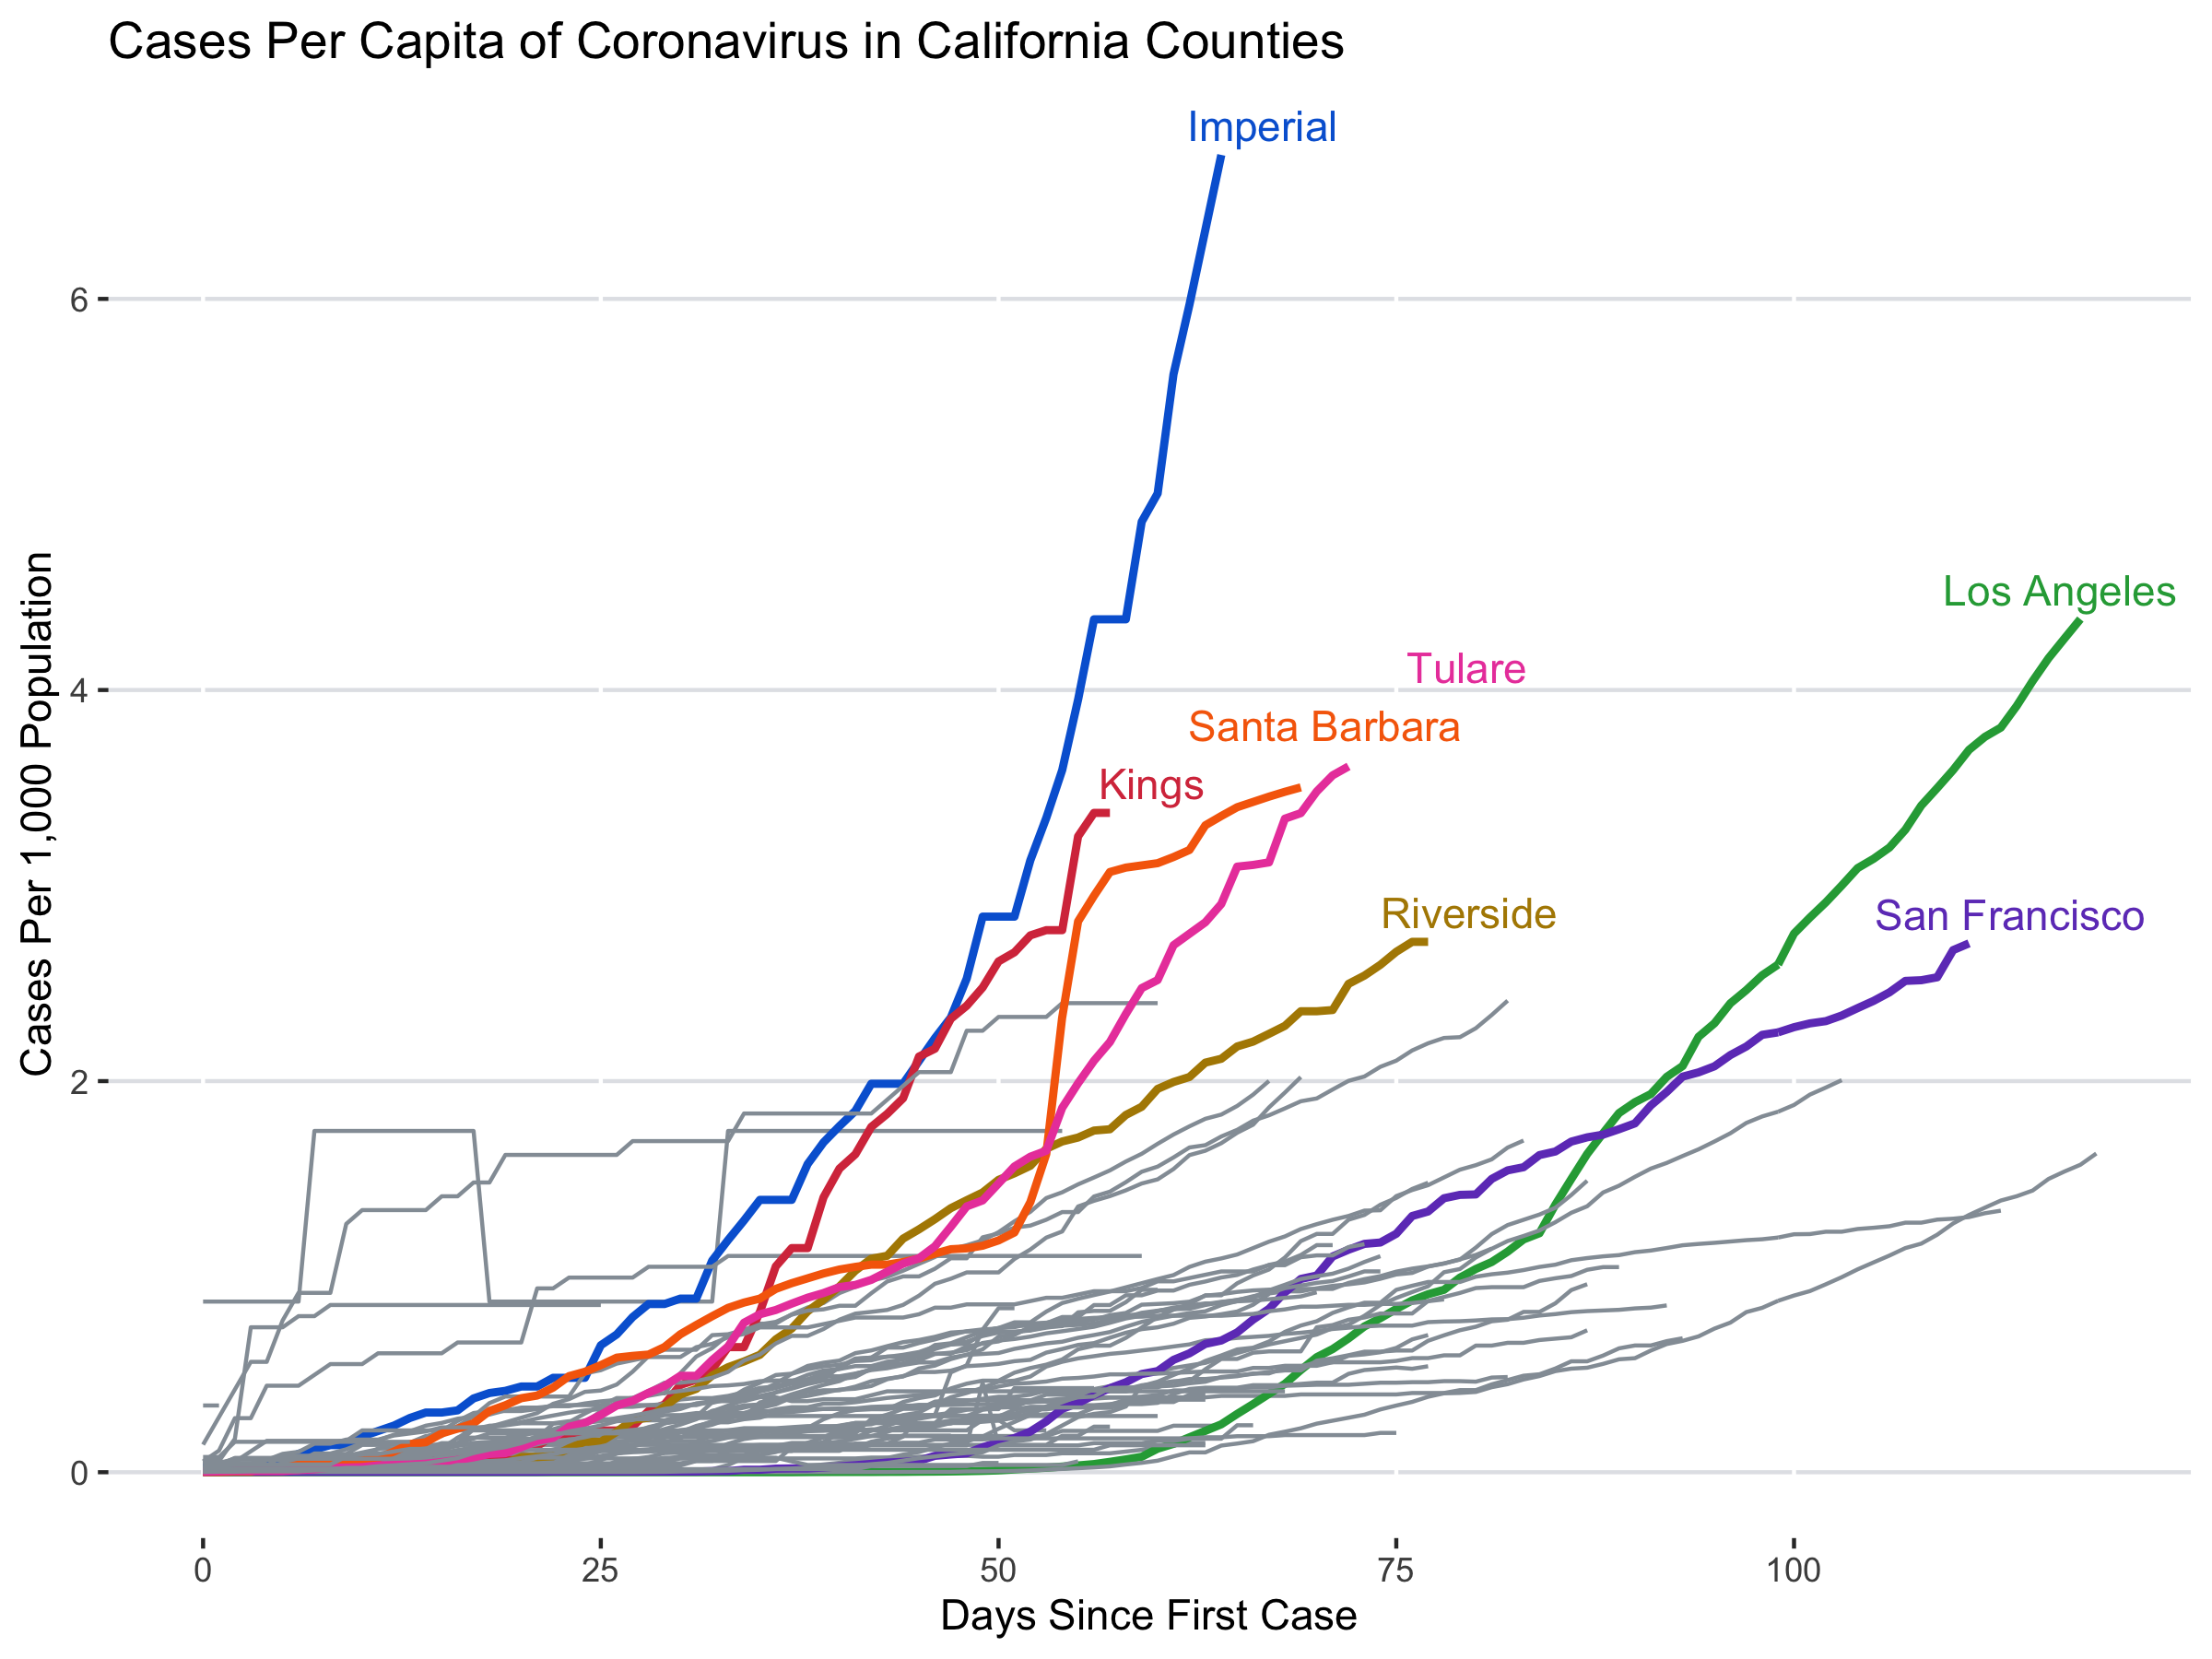 Cases Per Capita of Coronavirus in California Counties
Imperial
6
Los Angeles
Tulare
4
Santa Barbara
Kings
Riverside
San Francisco
2
0
Cases Per 1,000 Population
0 25 50 75 100
Days Since First Case